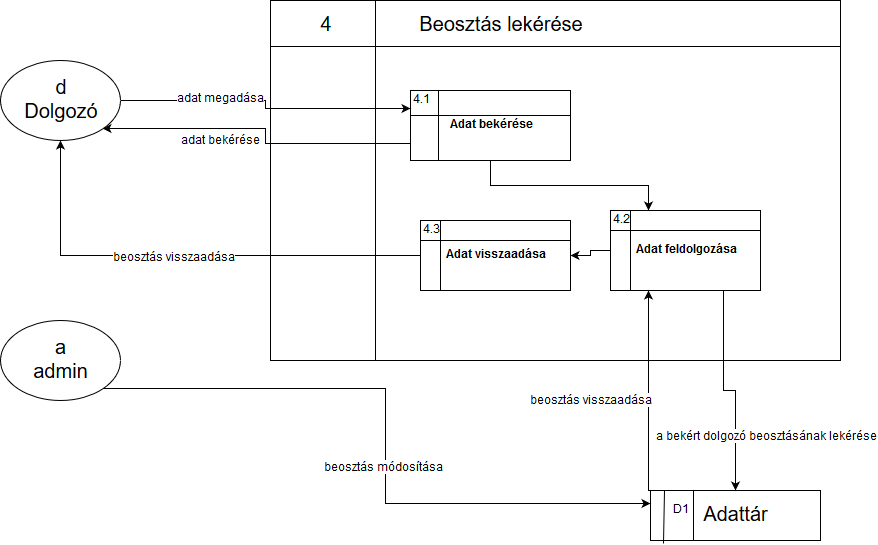 4
Beosztás lekérése
d
Dolgozó
adat megadása
4.1
Adat bekérése
adat bekérése
4.2
Adat feldolgozása
4.3
Adat visszaadása
beosztás visszaadása
a
admin
beosztás visszaadása
a bekért dolgozó beosztásának lekérése
beosztás módosítása
D1
Adattár